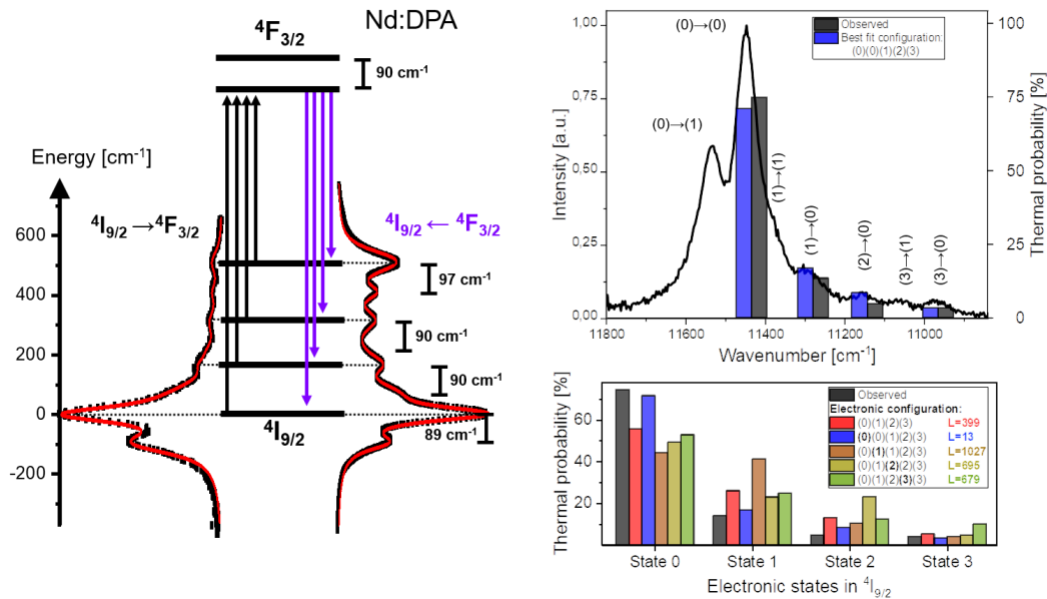 Nd:DPA
⁴F₃/₂
90 cm⁻¹
Energy [cm⁻¹]
⁴I₉/₂→⁴F₃/₂
⁴I₉/₂ ← ⁴F₃/₂
600
400
200
0
-200
97 cm⁻¹
90 cm⁻¹
90 cm⁻¹
89 cm⁻¹
⁴I₉/₂
Observed
Best fit configuration:
(0)(0)(1)(2)(3)
(0)→(0)
(0)→(1)
(1)→(1)
(1)→(0)
(2)→(0)
(3)→(1)
(3)→(0)
Intensity [a.u.]
1,00
0,75
0,50
0,25
0,00
Thermal probability [%]
100
75
50
25
0
11800 11600 11400 11200 11000
Wavenumber [cm⁻¹]
Thermal probability [%]
60
40
20
Observed
Electronic configuration:
(0)(1)(2)(3) L=399
(0)(0)(1)(2)(3) L=13
(0)(1)(1)(2)(3) L=1027
(0)(1)(2)(2)(3) L=695
(0)(1)(2)(3)(3) L=679
State 0 State 1 State 2 State 3
Electronic states in ⁴I₉/₂